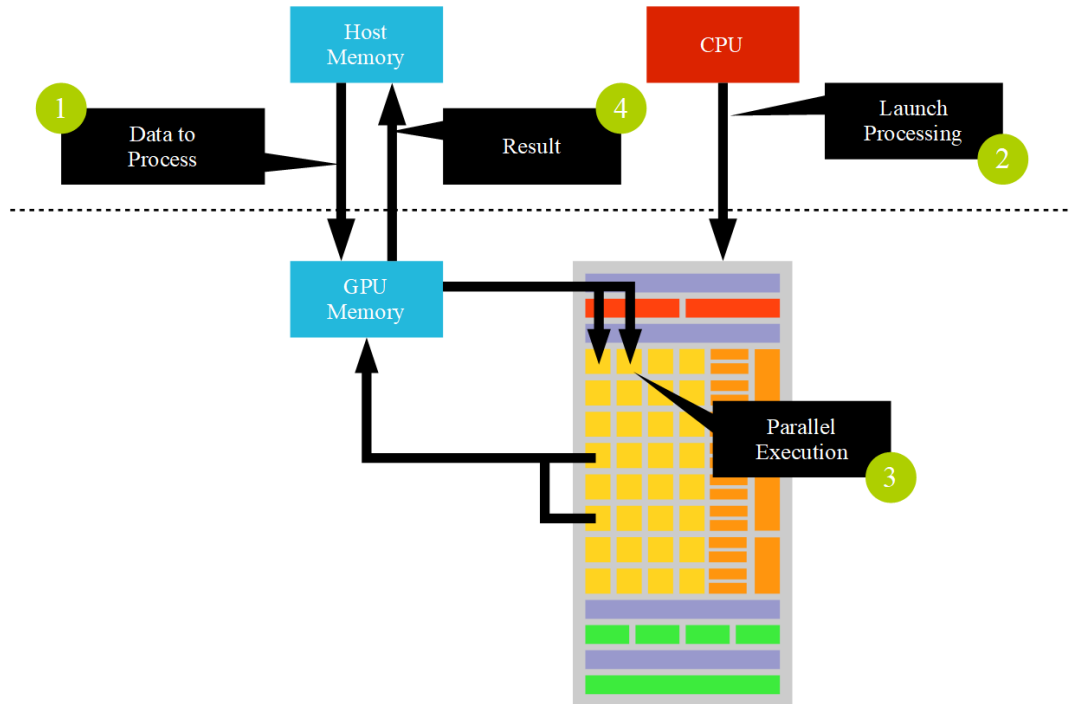 Host
Memory
CPU
1
Data to
Process
4
Result
Launch
Processing
2
GPU
Memory
Parallel
Execution
3